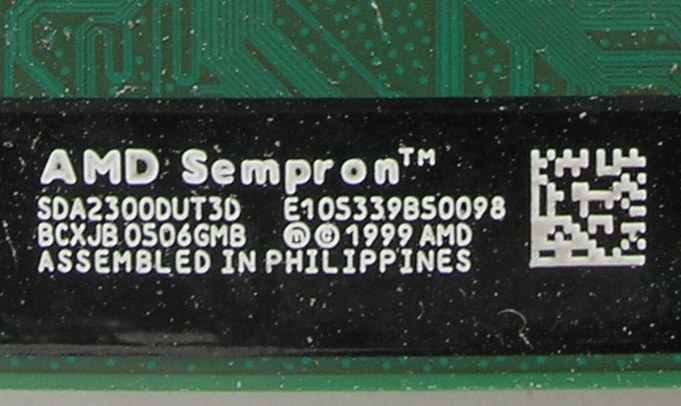 AMD Sempron™
SDA2300DUT3D E105339B50098
BCXJB 0506GMB ⓜ © 1999 AMD
ASSEMBLED IN PHILIPPINES